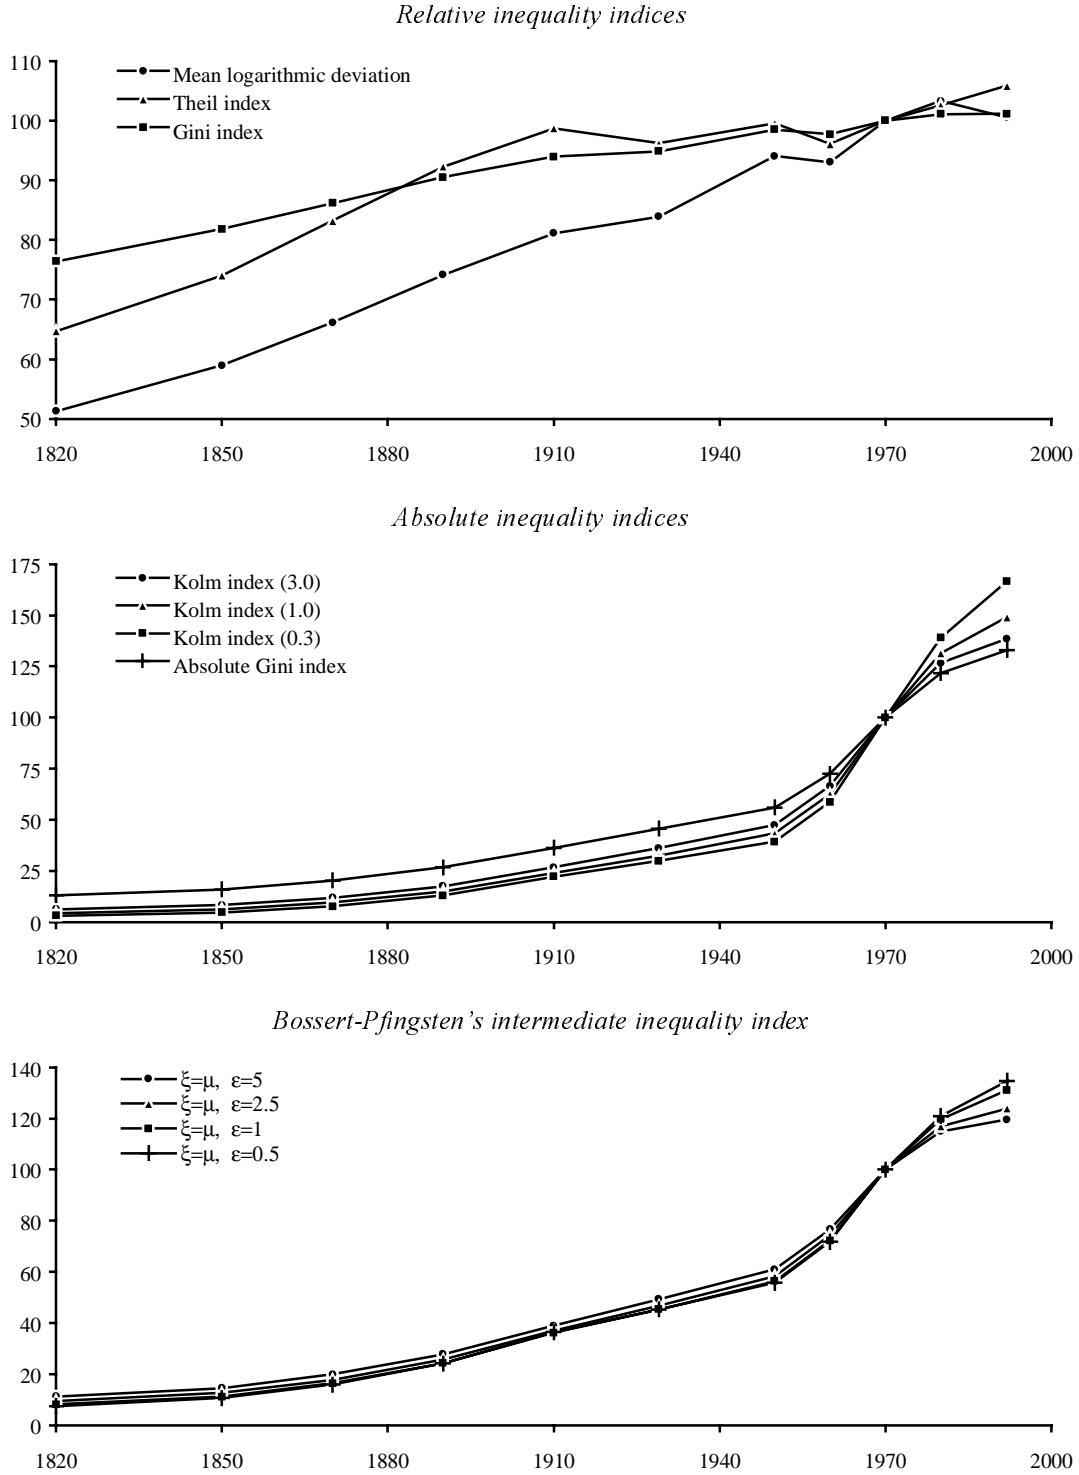 Relative inequality indices
110
100
90
80
70
60
50
Mean logarithmic deviation
Theil index
Gini index
1820 1850 1880 1910 1940 1970 2000
Absolute inequality indices
175
150
125
100
75
50
25
0
Kolm index (3.0)
Kolm index (1.0)
Kolm index (0.3)
Absolute Gini index
1820 1850 1880 1910 1940 1970 2000
Bossert-Pfingsten's intermediate inequality index
140
120
100
80
60
40
20
0
ξ=μ, ε=5
ξ=μ, ε=2.5
ξ=μ, ε=1
ξ=μ, ε=0.5
1820 1850 1880 1910 1940 1970 2000